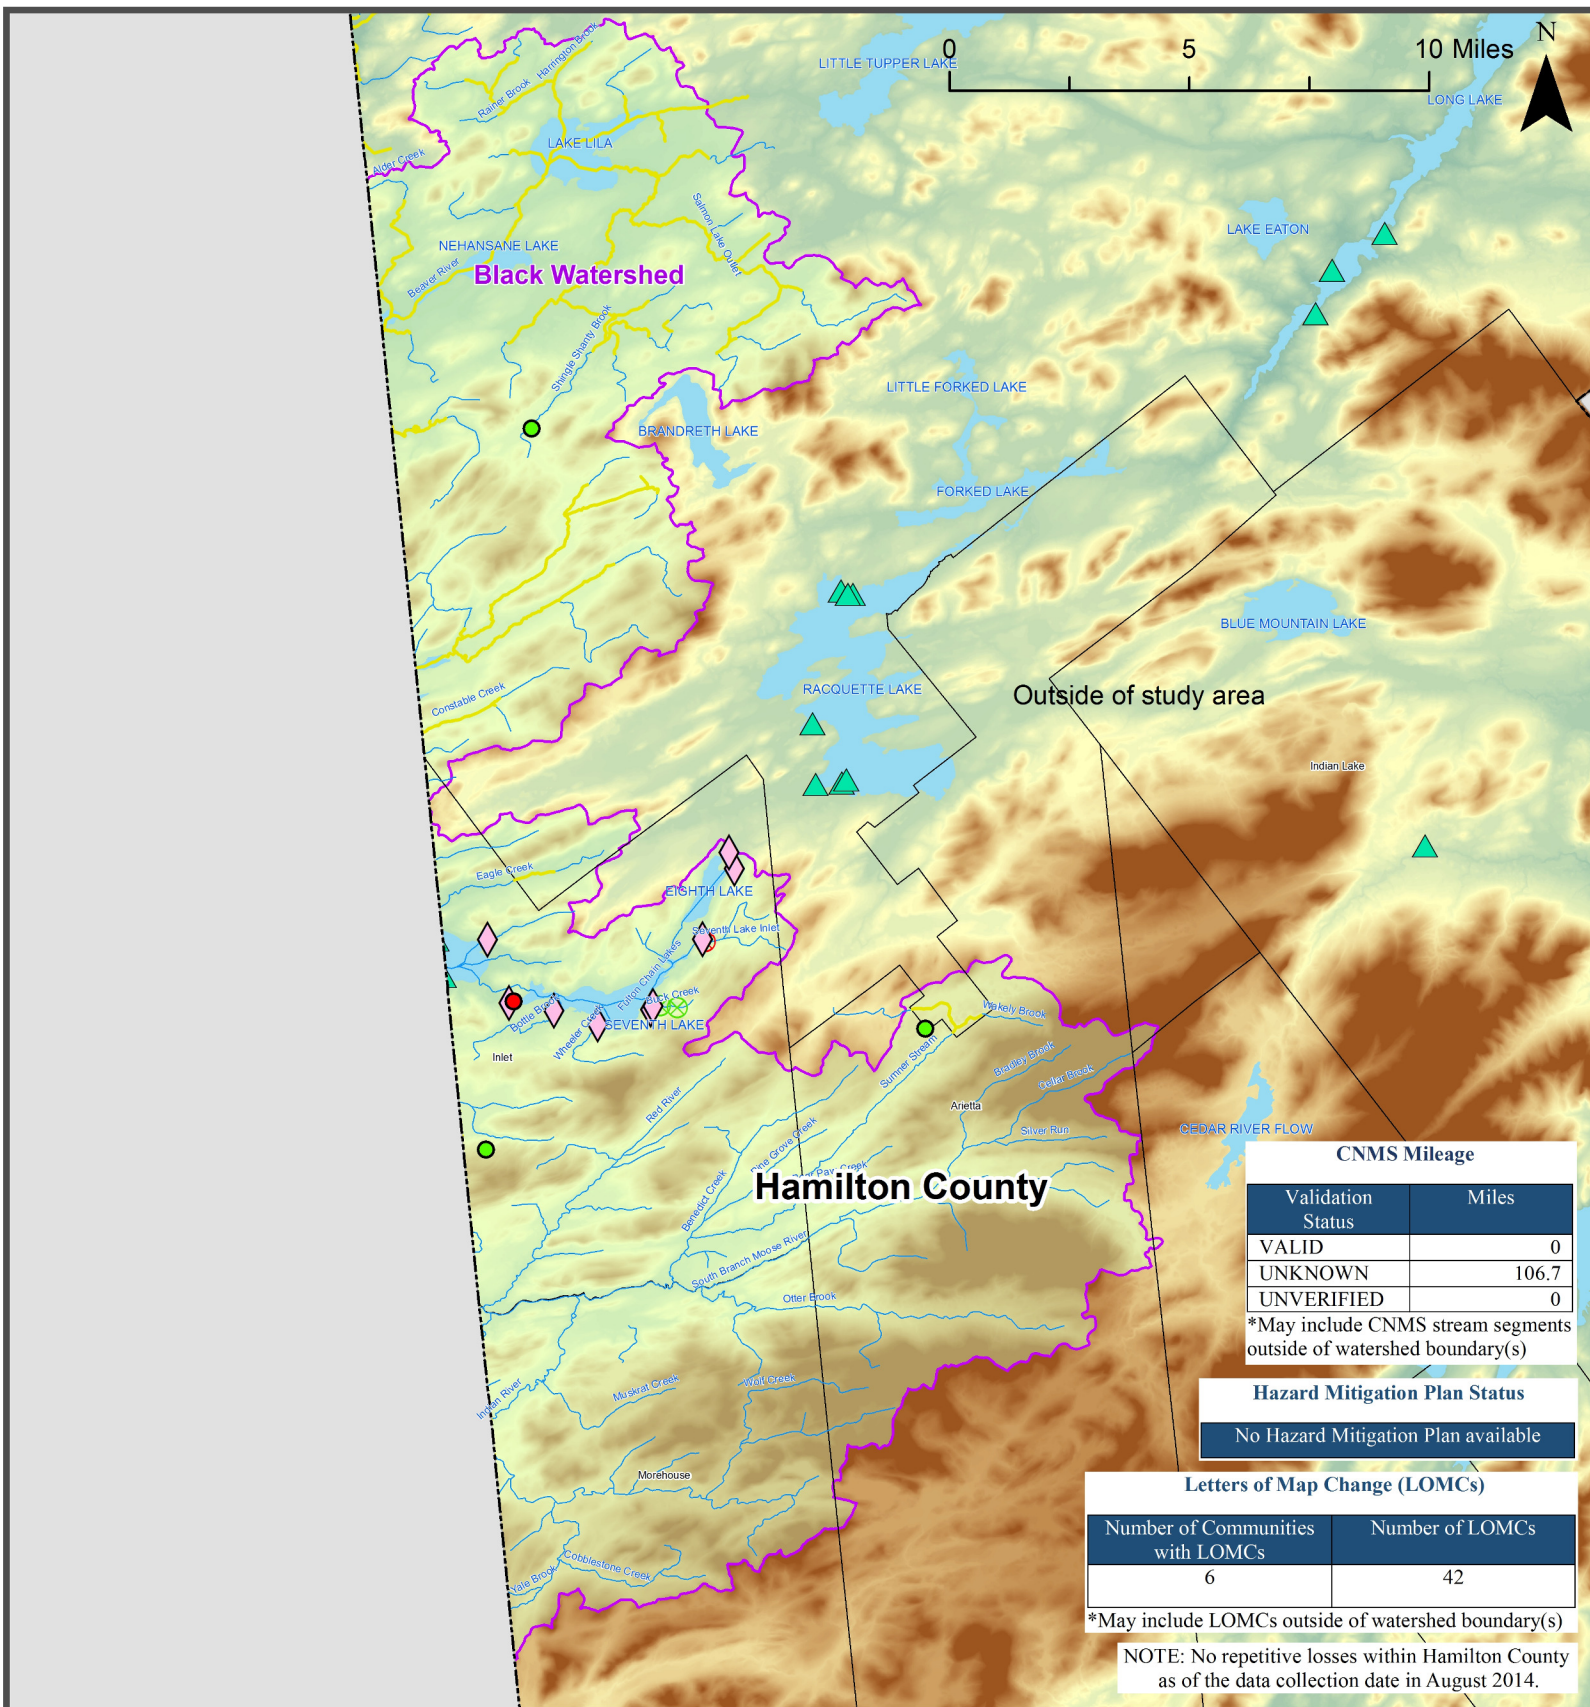 0 5 10 Miles
N
LITTLE TUPPER LAKE
LONG LAKE
Harrington Brook
Rainer Brook
LAKE LILA
Alder Creek
Salmon Lake Outlet
LAKE EATON
NEHANSANE LAKE
Beaver River
Black Watershed
Shingle Shanty Brook
LITTLE FORKED LAKE
BRANDRETH LAKE
FORKED LAKE
BLUE MOUNTAIN LAKE
RACQUETTE LAKE
Outside of study area
Constable Creek
Indian Lake
Eagle Creek
EIGHTH LAKE
Seventh Lake Inlet
Fulton Chain Lakes
Buck Creek
Bottle Brook
Wheeler Creek
SEVENTH LAKE
Wakely Brook
Inlet
Sumner Stream
Bradley Brook
Cellar Brook
Red River
Arietta
Silver Run
CEDAR RIVER FLOW
Pine Grove Creek
Creek
Hamilton County
Benedict Creek
South Branch Moose River
Otter Brook
Indian River
Muskrat Creek
Wolf Creek
Morehouse
Cobblestone Creek
Yale Brook
CNMS Mileage
Validation Status Miles
VALID 0
UNKNOWN 106.7
UNVERIFIED 0
*May include CNMS stream segments
outside of watershed boundary(s)
Hazard Mitigation Plan Status
No Hazard Mitigation Plan available
Letters of Map Change (LOMCs)
Number of Communities Number of LOMCs
with LOMCs
6 42
*May include LOMCs outside of watershed boundary(s)
NOTE: No repetitive losses within Hamilton County
as of the data collection date in August 2014.